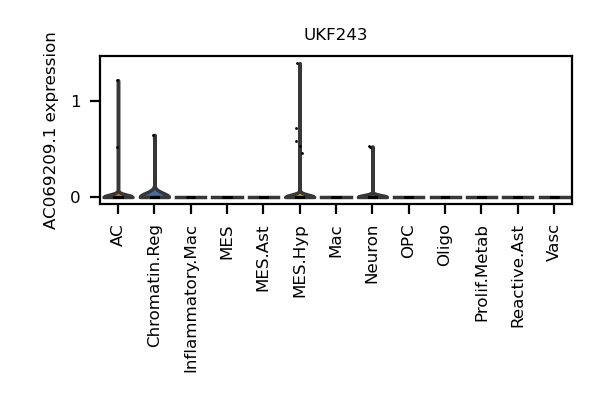 UKF243
AC069209.1 expression
1
0
AC
Chromatin.Reg
Inflammatory.Mac
MES
MES.Ast
MES.Hyp
Mac
Neuron
OPC
Oligo
Prolif.Metab
Reactive.Ast
Vasc